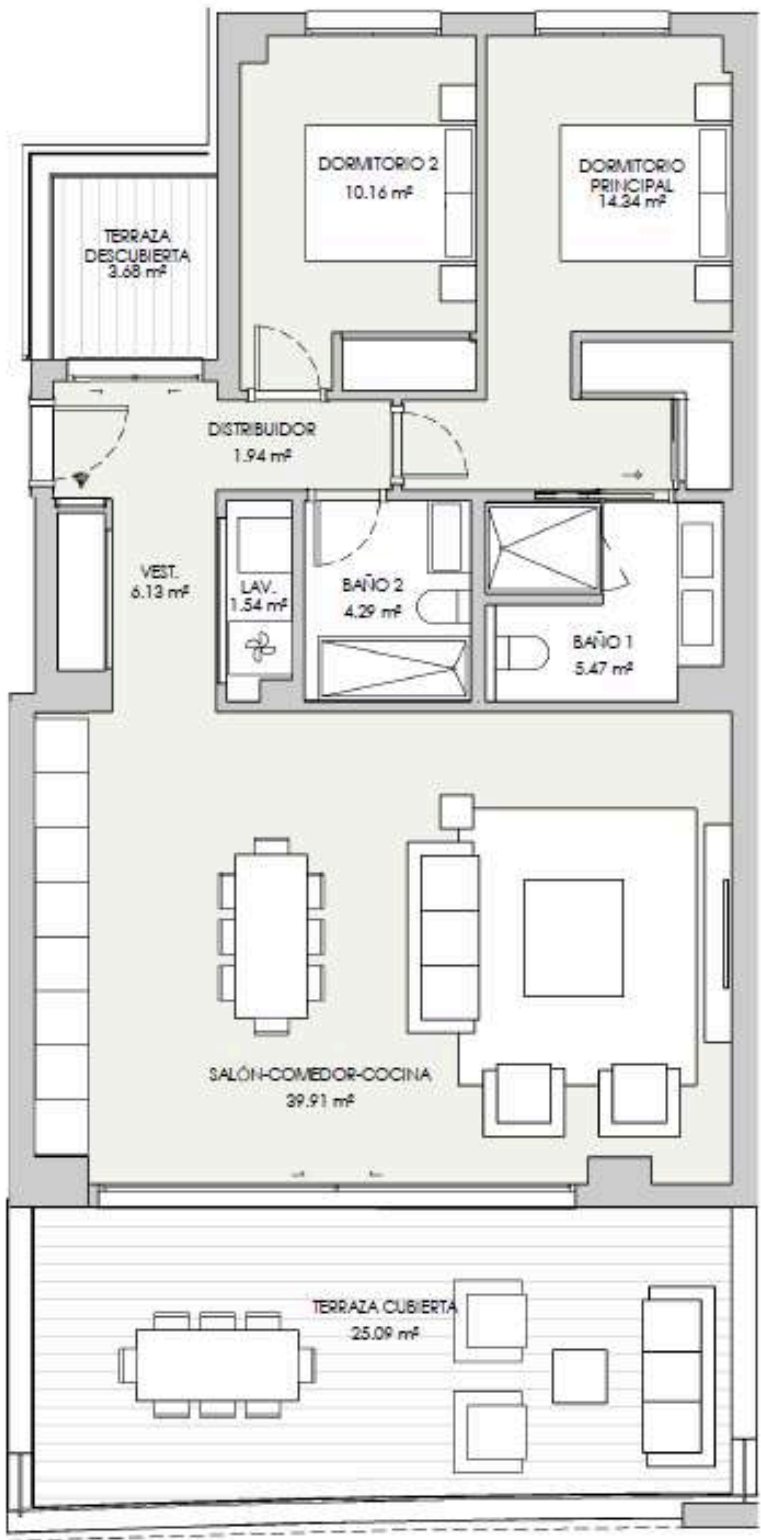 DORMITORIO 2
10.16 m²
DORMITORIO
PRINCIPAL
14.34 m²
TERRAZA
DESCUBIERTA
3.68 m²
DISTRIBUIDOR
1.94 m²
VEST.
6.13 m²
LAV.
1.54 m²
BAÑO 2
4.29 m²
BAÑO 1
5.47 m²
SALÓN-COMEDOR-COCINA
39.91 m²
TERRAZA CUBIERTA
25.09 m²